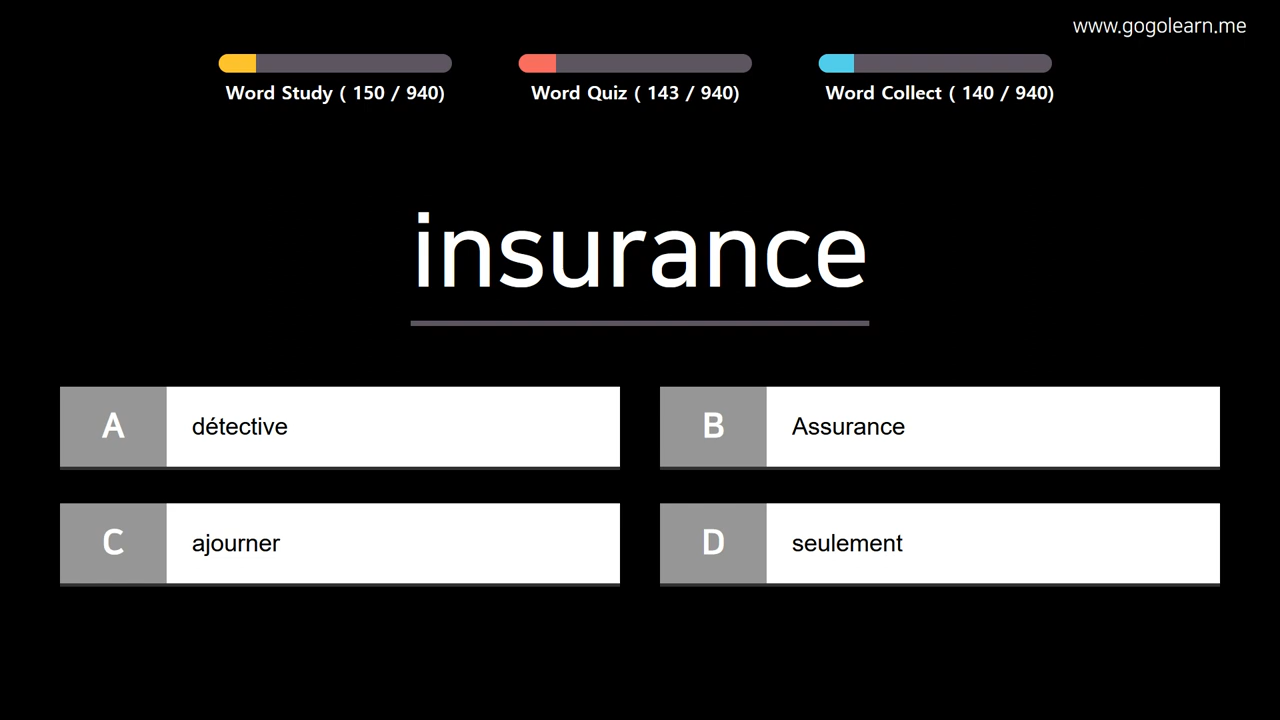 www.gogolearn.me
Word Study ( 150 / 940)
Word Quiz ( 143 / 940)
Word Collect ( 140 / 940)
insurance
A détective
B Assurance
C ajourner
D seulement